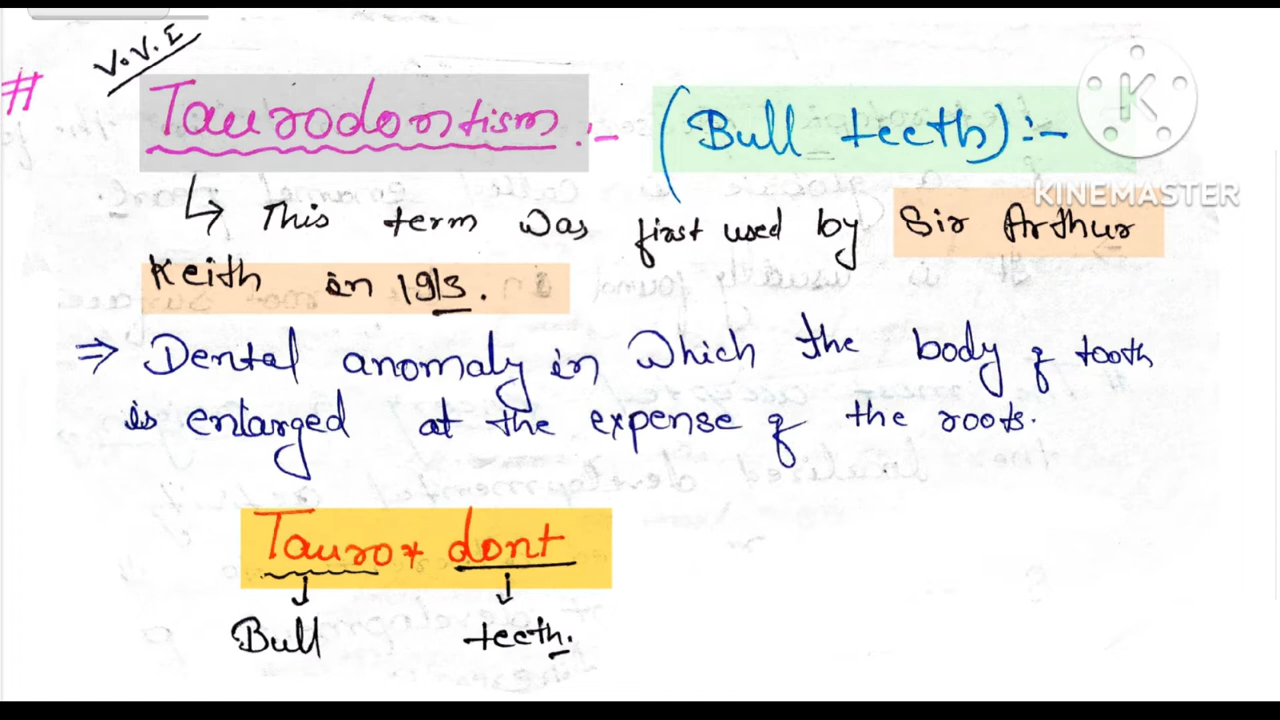 V.V.I
# Taurodontism :- (Bull teeth) :-
KINEMASTER
↳ This term was first used by Sir Arthur
Keith in 1913.
⇒ Dental anomaly in which the body of tooth
is enlarged at the expense of the roots.
Tauro + dont
↓ ↓
Bull teeth.